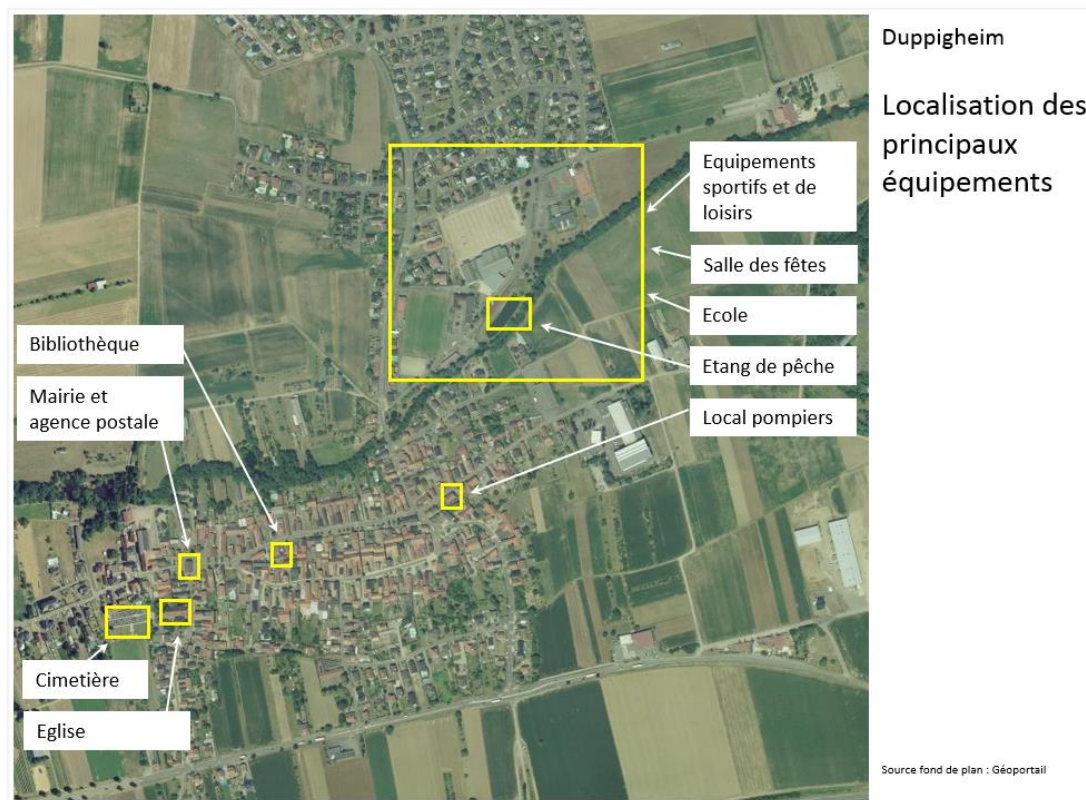 Duppigheim
Localisation des
principaux
équipements
Equipements
sportifs et de
loisirs
Salle des fêtes
Ecole
Etang de pêche
Local pompiers
Bibliothèque
Mairie et
agence postale
Cimetière
Eglise
Source fond de plan : Géoportail